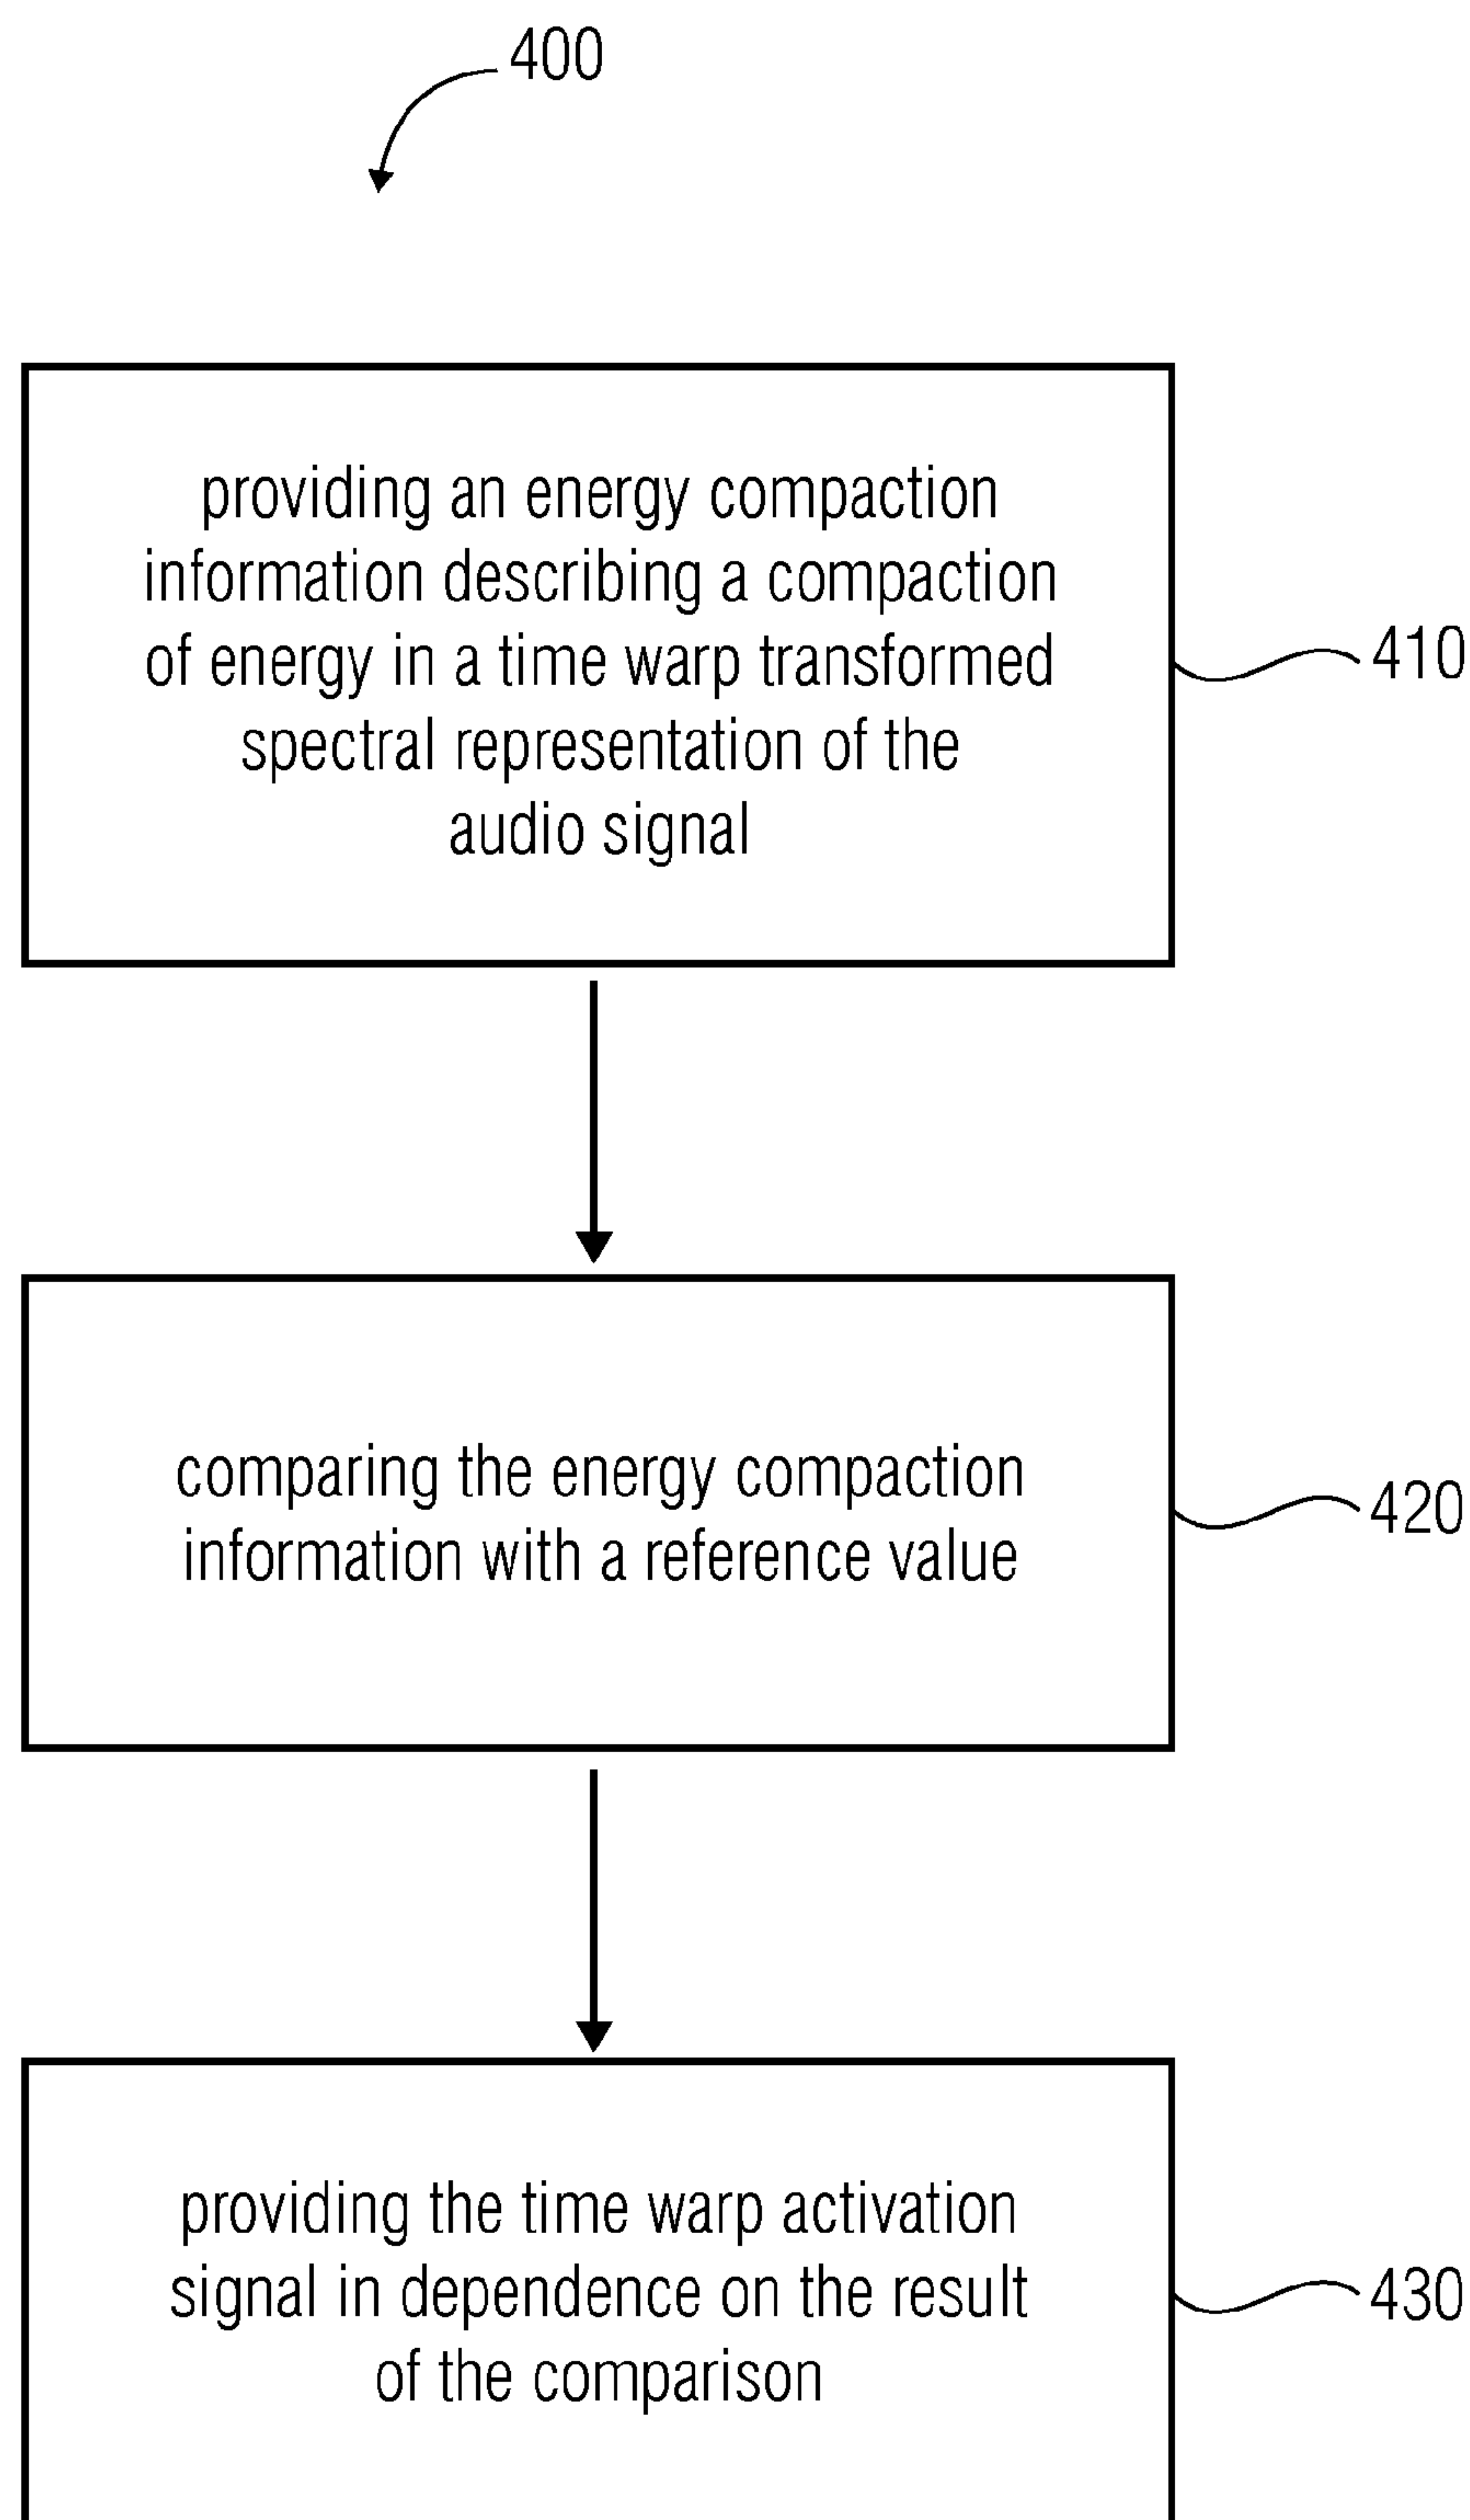 400
providing an energy compaction
information describing a compaction
of energy in a time warp transformed
spectral representation of the
audio signal
410
comparing the energy compaction
information with a reference value
420
providing the time warp activation
signal in dependence on the result
of the comparison
430